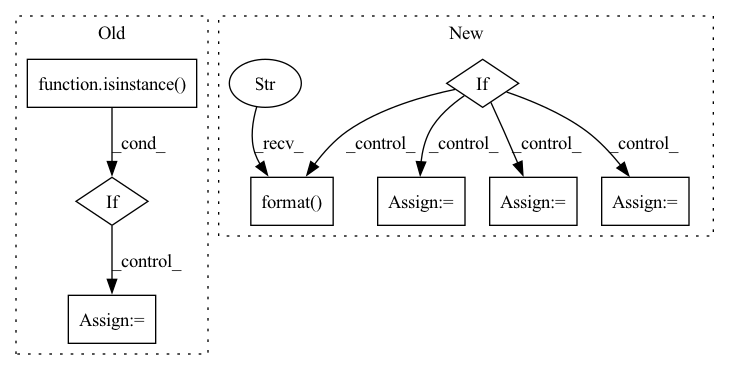 Old
New
function.isinstance()
Str
If
_cond_
_recv_
_control_
_control_
_control_
_control_
If
format()
Assign:=
Assign:=
Assign:=
_control_
Assign:=